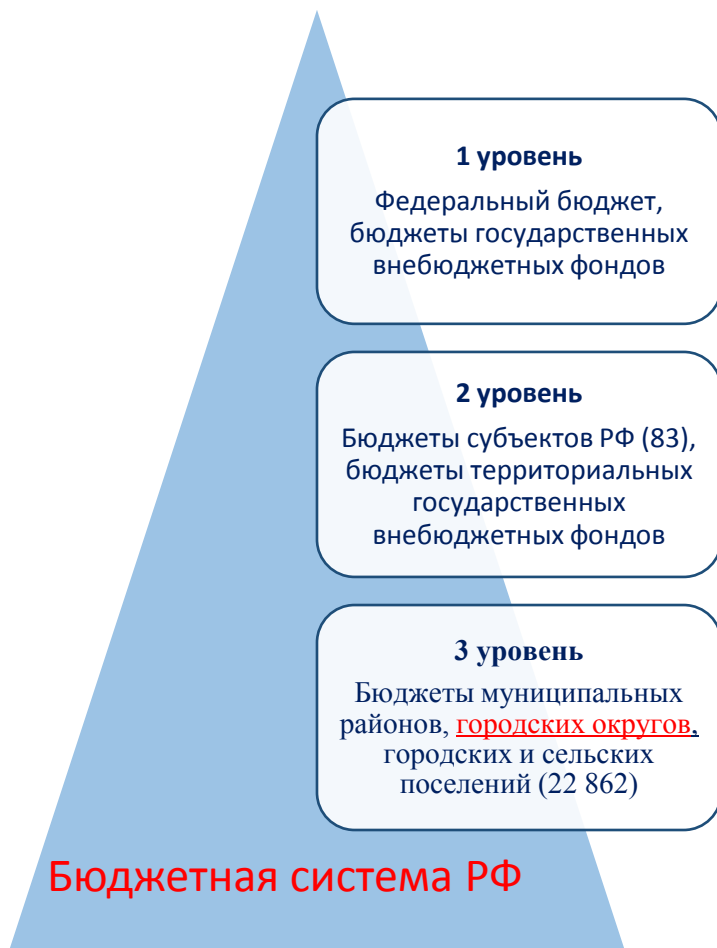 1 уровень
Федеральный бюджет,
бюджеты государственных
внебюджетных фондов
2 уровень
Бюджеты субъектов РФ (83),
бюджеты территориальных
государственных
внебюджетных фондов
3 уровень
Бюджеты муниципальных
районов, городских округов,
городских и сельских
поселений (22 862)
Бюджетная система РФ